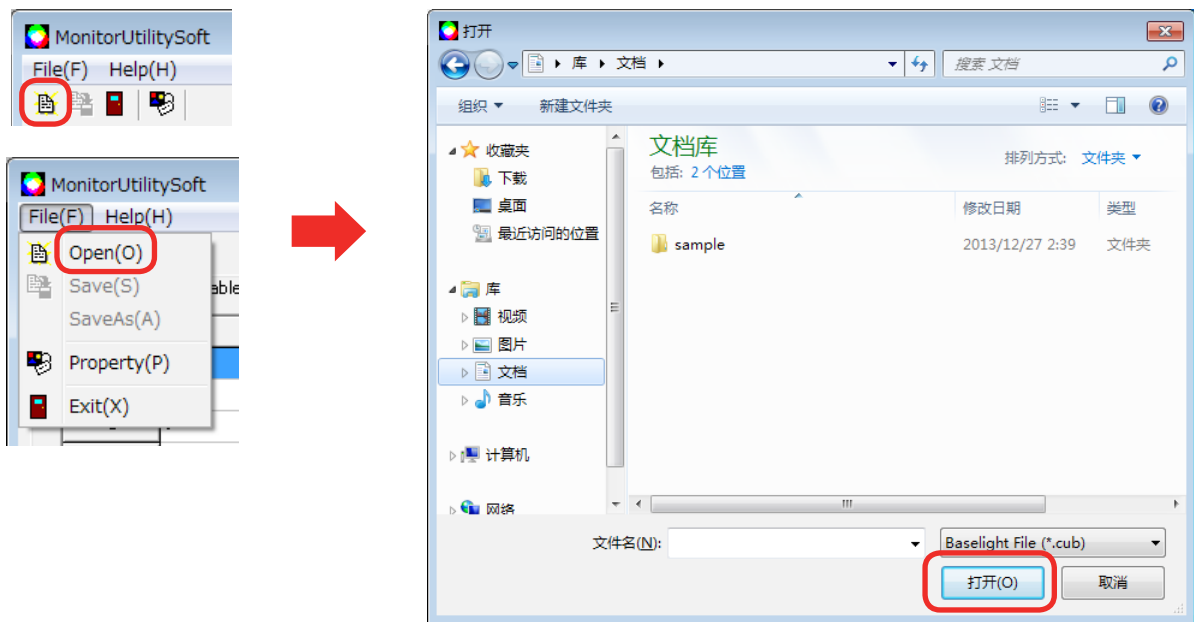 MonitorUtilitySoft
File(F) Help(H)
MonitorUtilitySoft
File(F) Help(H)
Open(O)
Save(S)
able
SaveAs(A)
Property(P)
Exit(X)
打开
库 文档
搜索 文档
组织 新建文件夹
收藏夹
下载
桌面
最近访问的位置
库
视频
图片
文档
音乐
计算机
网络
文档库
包括: 2 个位置
排列方式: 文件夹
名称 修改日期 类型
sample 2013/12/27 2:39 文件夹
文件名(N): Baselight File (*.cub)
打开(O) 取消